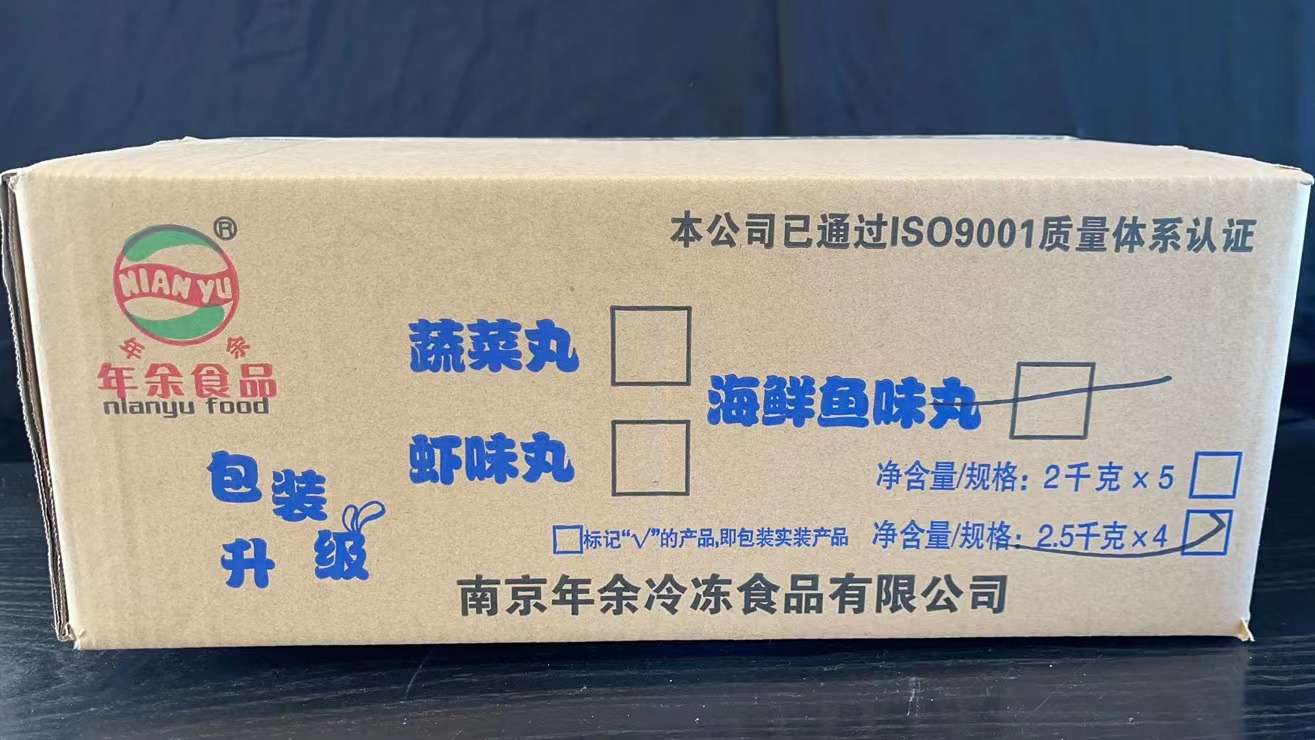 ®
NIAN YU
年余
年余食品
nianyu food
本公司已通过ISO9001质量体系认证
蔬菜丸
海鲜鱼味丸
虾味丸
包装
升级
净含量/规格：2千克×5
标记“√”的产品,即包装实装产品
净含量/规格：2.5千克×4
南京年余冷冻食品有限公司